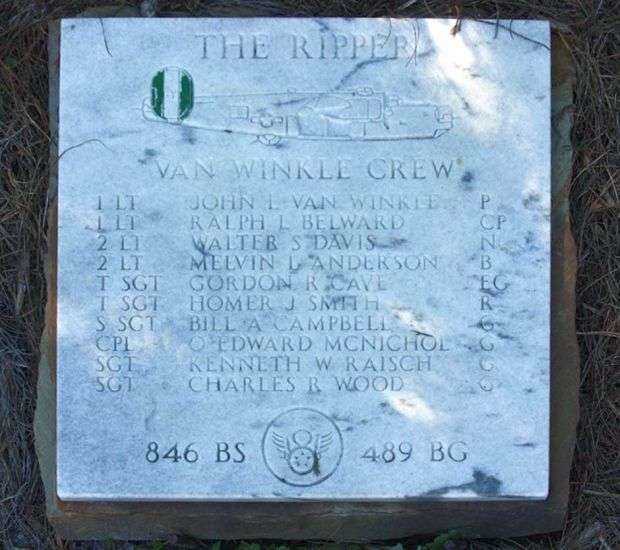 THE RIPPER
VAN WINKLE CREW
1 LT JOHN L VAN WINKLE P
1 LT RALPH L BELWARD CP
2 LT WALTER S DAVIS N
2 LT MELVIN L ANDERSON B
T SGT GORDON R CAVE EG
T SGT HOMER J SMITH R
S SGT BILL A CAMPBELL G
CPL O EDWARD MCNICHOL G
SGT KENNETH W RAISCH G
SGT CHARLES R WOOD G
846 BS 489 BG